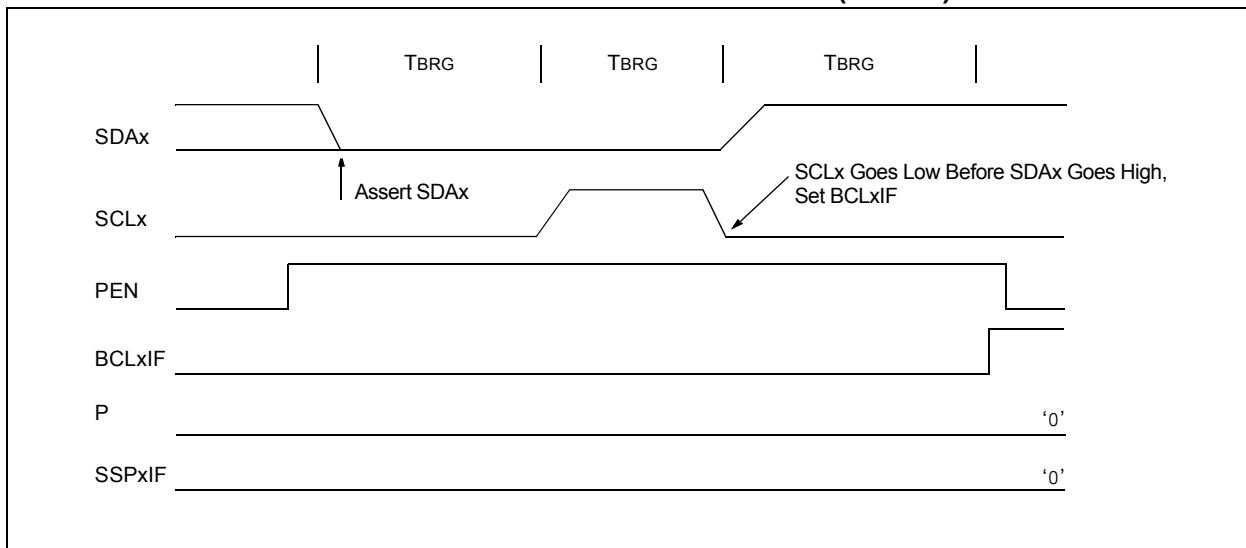 TBRG TBRG TBRG
SDAx
Assert SDAx
SCLx Goes Low Before SDAx Goes High,
Set BCLxIF
SCLx
PEN
BCLxIF
P '0'
SSPxIF '0'